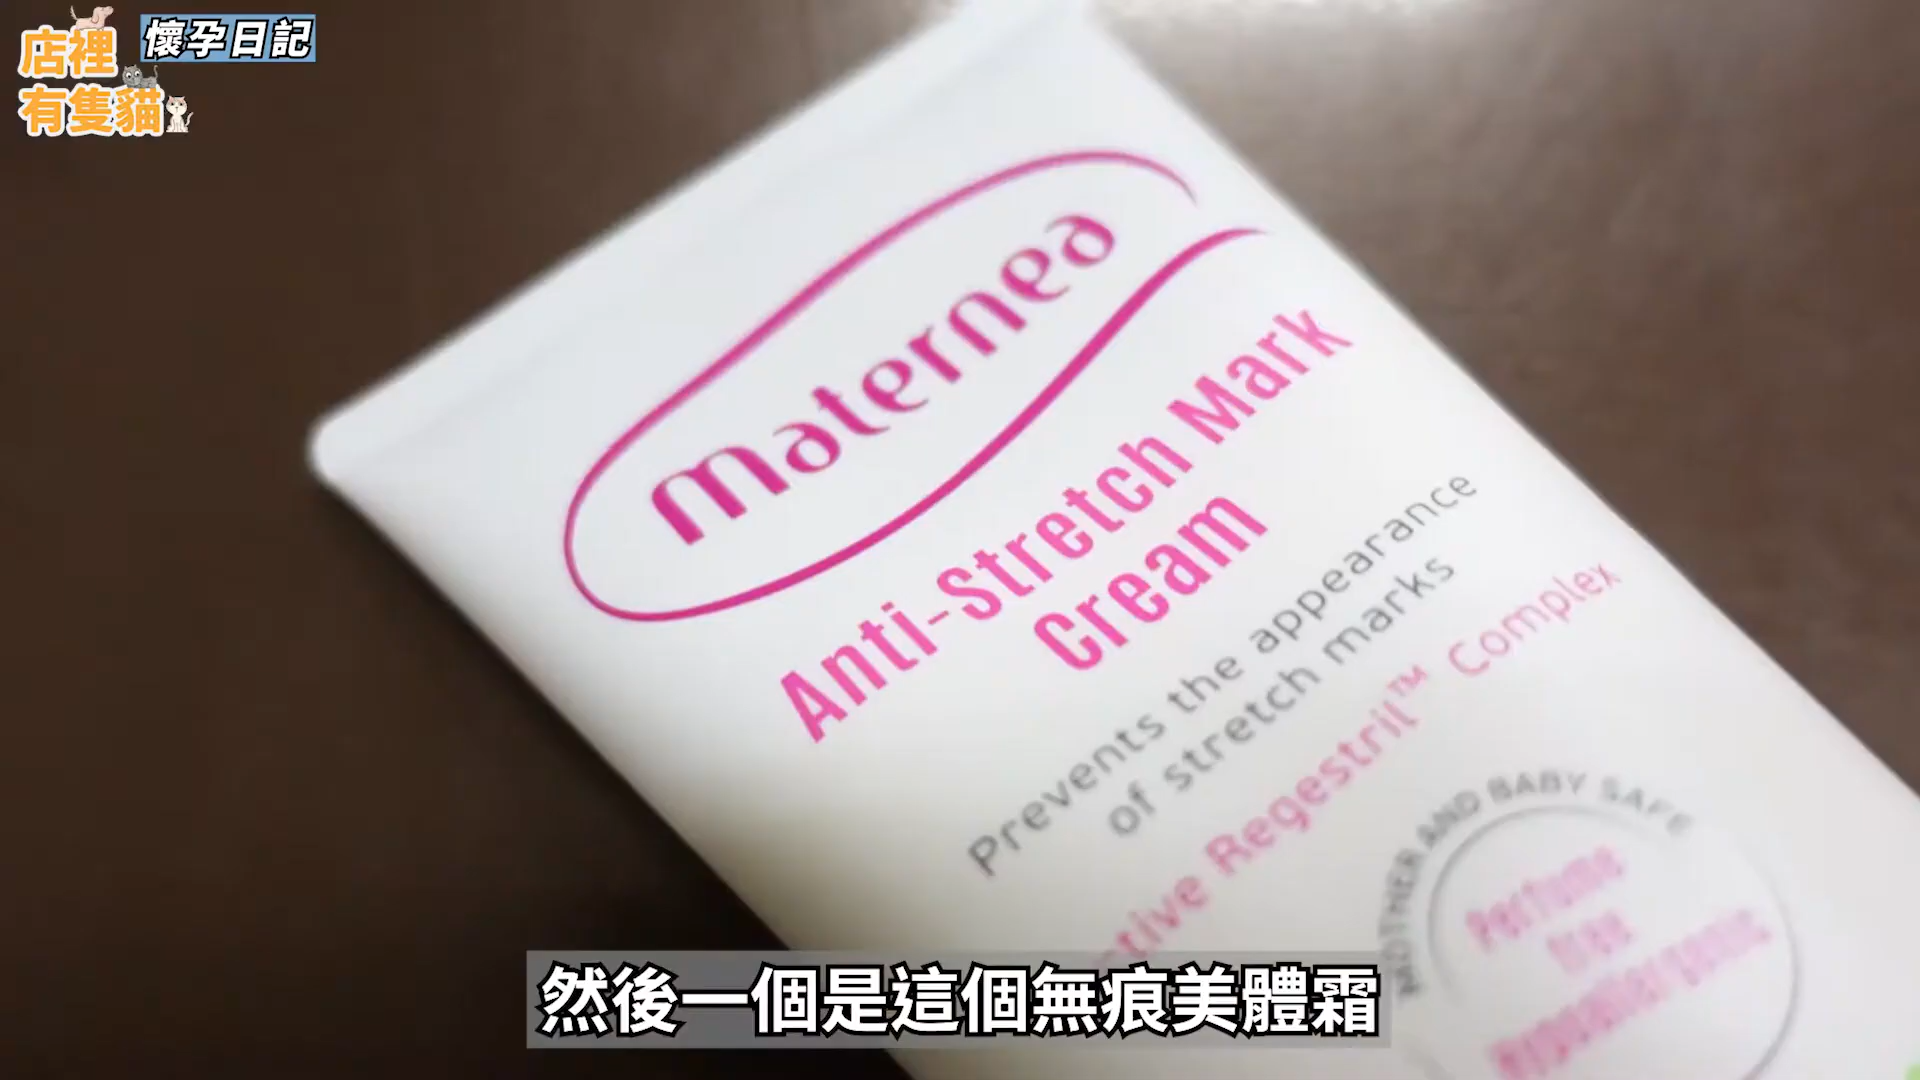 店裡
有隻貓
懷孕日記
maternea
Anti-Stretch Mark
Cream
Prevents the appearance
of stretch marks
Regestril™ Complex
MOTHER AND BABY SAFE
Perfume
free
然後一個是這個無痕美體霜